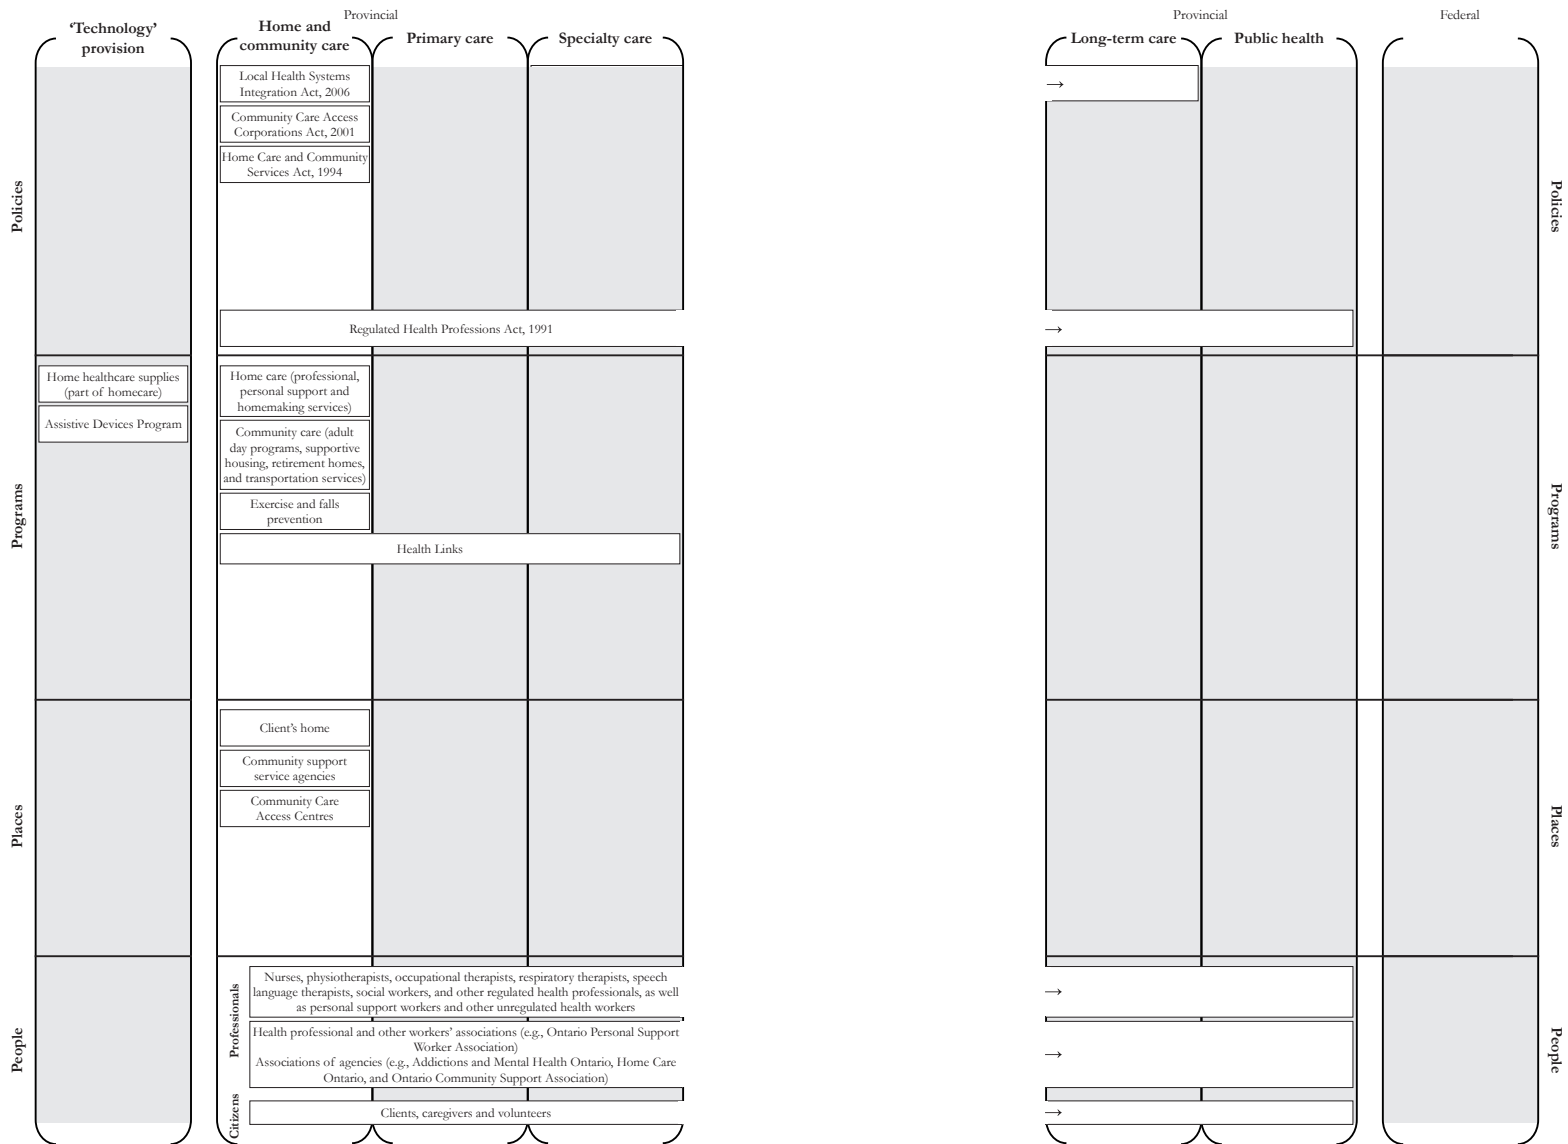 Provincial
Provincial
Federal
‘Technology’
provision
Home and
community care
Primary care
Specialty care
Long-term care
Public health
Policies
Local Health Systems
Integration Act, 2006
→
Community Care Access
Corporations Act, 2001
Home Care and Community
Services Act, 1994
Regulated Health Professions Act, 1991
→
Policies
Programs
Home healthcare supplies
(part of homecare)
Assistive Devices Program
Home care (professional,
personal support and
homemaking services)
Community care (adult
day programs, supportive
housing, retirement homes,
and transportation services)
Exercise and falls
prevention
Health Links
Programs
Places
Client’s home
Community support
service agencies
Community Care
Access Centres
Places
People
Professionals
Nurses, physiotherapists, occupational therapists, respiratory therapists, speech
language therapists, social workers, and other regulated health professionals, as well
as personal support workers and other unregulated health workers
→
Health professional and other workers’ associations (e.g., Ontario Personal Support
Worker Association)
Associations of agencies (e.g., Addictions and Mental Health Ontario, Home Care
Ontario, and Ontario Community Support Association)
→
Citizens
Clients, caregivers and volunteers
→
People